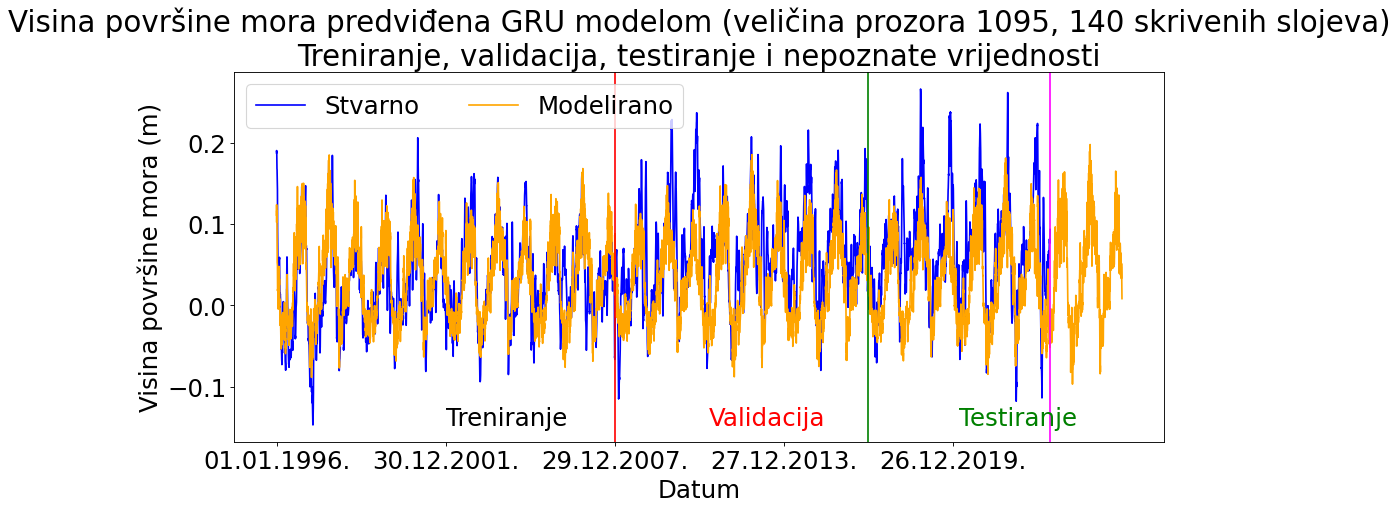 Visina površine mora predviđena GRU modelom (veličina prozora 1095, 140 skrivenih slojeva)
Treniranje, validacija, testiranje i nepoznate vrijednosti
Stvarno
Modelirano
Visina površine mora (m)
0.2
0.1
0.0
−0.1
Treniranje
Validacija
Testiranje
01.01.1996.
30.12.2001.
29.12.2007.
27.12.2013.
26.12.2019.
Datum